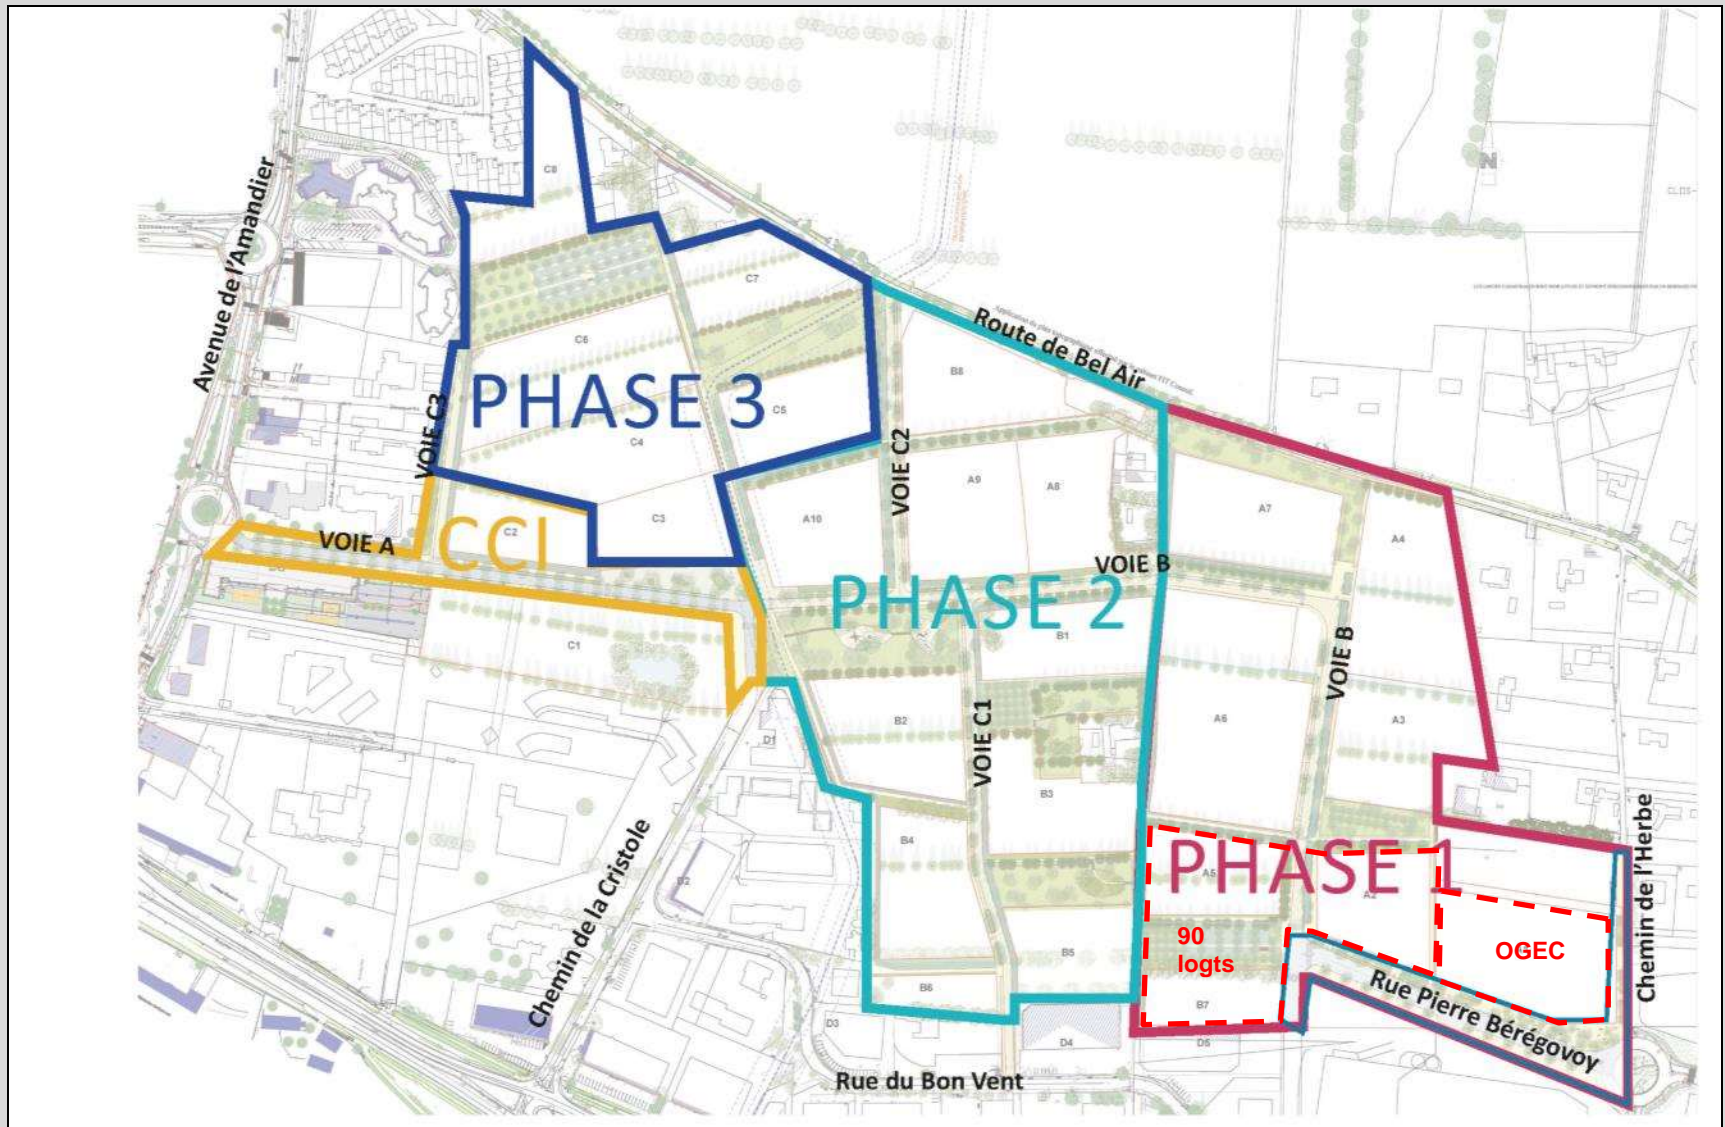 N
C8
Avenue de l'Amandier
C7
Route de Bel Air
C6
B8
PHASE 3
C5
VOIE C3
C4
VOIE C2
A9
A8
A7
C3
A10
C2
A4
VOIE A
CCI
VOIE B
PHASE 2
B1
C1
VOIE B
A6
A3
B2
VOIE C1
D1
B3
B4
PHASE 1
A5
A2
D2
Chemin de l'Herbe
Chemin de la Cristole
90
logts
OGEC
B5
B6
B7
Rue Pierre Bérégovoy
D3
D4
D5
Rue du Bon Vent